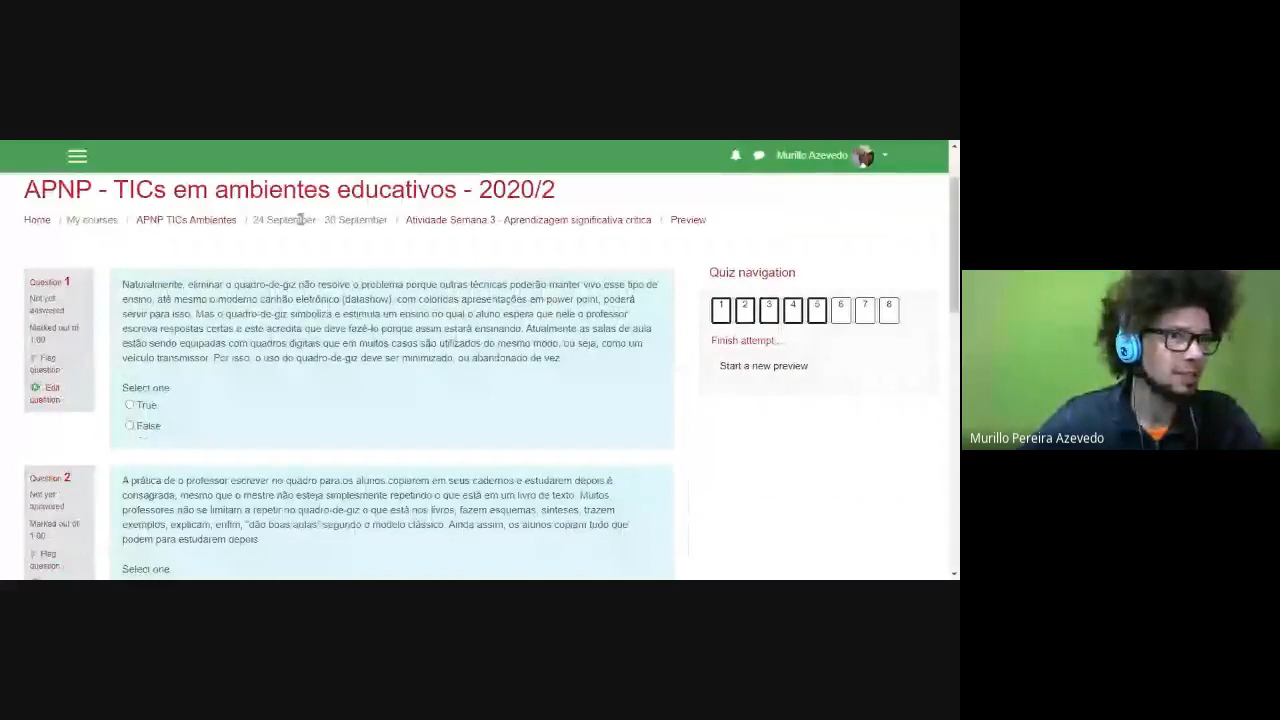 Murillo Azevedo
APNP - TICs em ambientes educativos - 2020/2
Home / My courses / APNP TICs Ambientes / 24 September - 30 September / Atividade Semana 3 - Aprendizagem significativa crítica / Preview
Question 1
Not yet
answered
Marked out of
1.00
Flag
question
Edit
question
Naturalmente, eliminar o quadro-de-giz não resolve o problema porque outras técnicas poderão manter vivo esse tipo de
ensino, até mesmo o moderno canhão eletrônico (datashow), com coloridas apresentações em power point, poderá
servir para isso. Mas o quadro-de-giz simboliza e estimula um ensino no qual o aluno espera que nele o professor
escreva respostas certas e este acredita que deve fazê-lo porque assim estará ensinando. Atualmente as salas de aula
estão sendo equipadas com quadros digitais que em muitos casos são utilizados do mesmo modo, ou seja, como um
veículo transmissor. Por isso, o uso do quadro-de-giz deve ser minimizado, ou abandonado de vez
Select one
True
False
Quiz navigation
1 2 3 4 5 6 7 8
Finish attempt...
Start a new preview
Question 2
Not yet
answered
Marked out of
1.00
Flag
question
A prática de o professor escrever no quadro para os alunos copiarem em seus cadernos e estudarem depois é
consagrada, mesmo que o mestre não esteja simplesmente repetindo o que está em um livro de texto. Muitos
professores não se limitam a repetir no quadro-de-giz o que está nos livros, fazem esquemas, sínteses, trazem
exemplos, explicam, enfim, "dão boas aulas" segundo o modelo clássico. Ainda assim, os alunos copiam tudo que
podem para estudarem depois
Select one
Murillo Pereira Azevedo